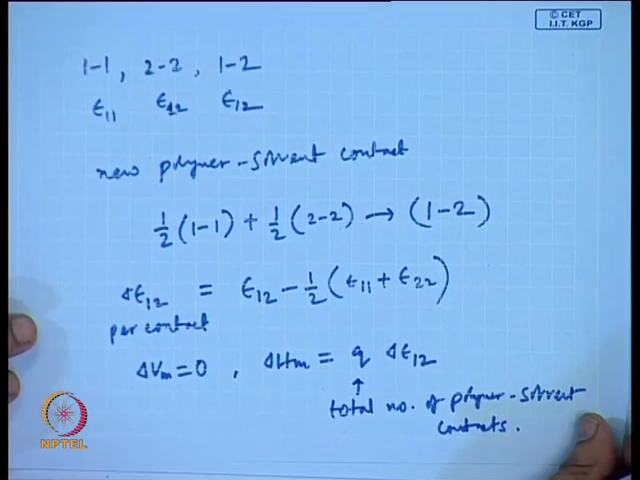 © CET
I.I.T. KGP
1-1, 2-2, 1-2
ϵ11 ϵ22 ϵ12
new polymer-solvent contact
1/2 (1-1) + 1/2 (2-2) → (1-2)
Δϵ12 = ϵ12 - 1/2 (ϵ11 + ϵ22)
per contact
ΔVm = 0, ΔHm = q Δϵ12
↑
total no. of polymer-solvent
contacts.
NPTEL